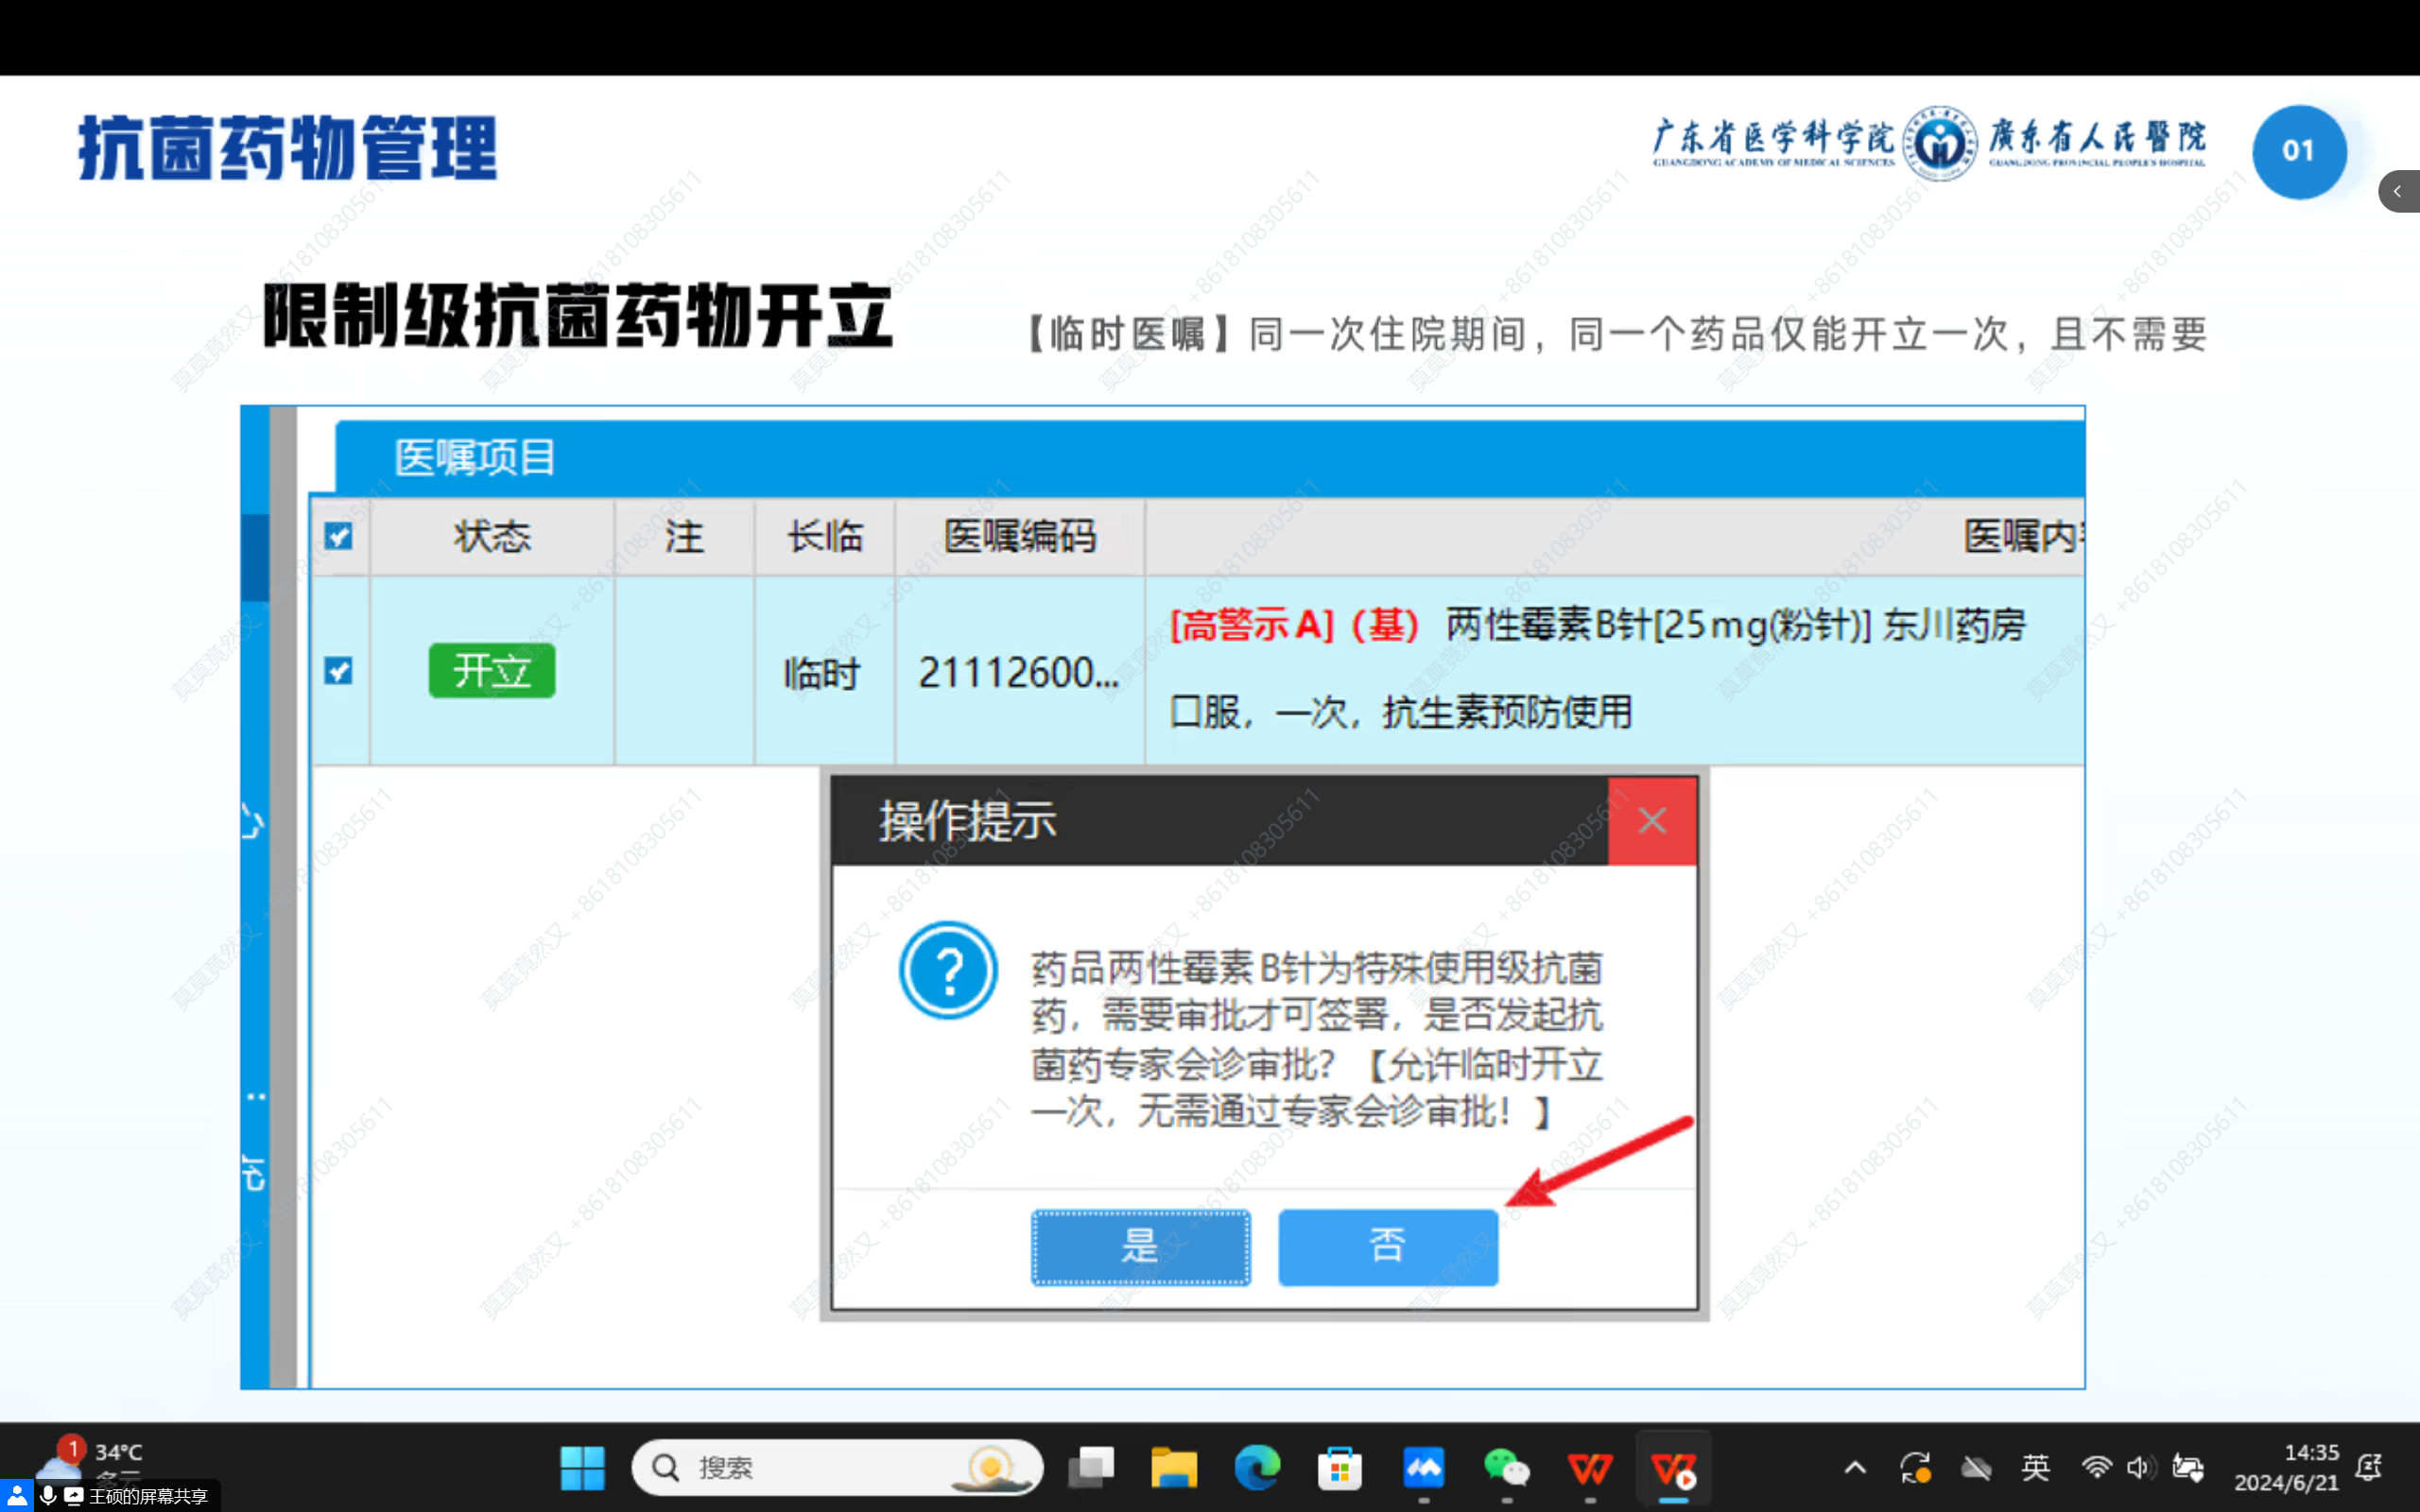 抗菌药物管理
广东省医学科学院
GUANGDONG ACADEMY OF MEDICAL SCIENCES
廣东省人民醫院
GUANGDONG PROVINCIAL PEOPLE'S HOSPITAL
01
限制级抗菌药物开立
【临时医嘱】同一次住院期间，同一个药品仅能开立一次，且不需要
医嘱项目
状态 注 长临 医嘱编码 医嘱内
[高警示A]（基） 两性霉素B针[25mg(粉针)] 东川药房
开立 临时 21112600...
口服，一次，抗生素预防使用
操作提示
药品两性霉素B针为特殊使用级抗菌
药，需要审批才可签署，是否发起抗
菌药专家会诊审批？【允许临时开立
一次，无需通过专家会诊审批！】
是 否
莫莫竟然又 +8618108305611
1
34°C
多云
王硕的屏幕共享
搜索
英
14:35
2024/6/21